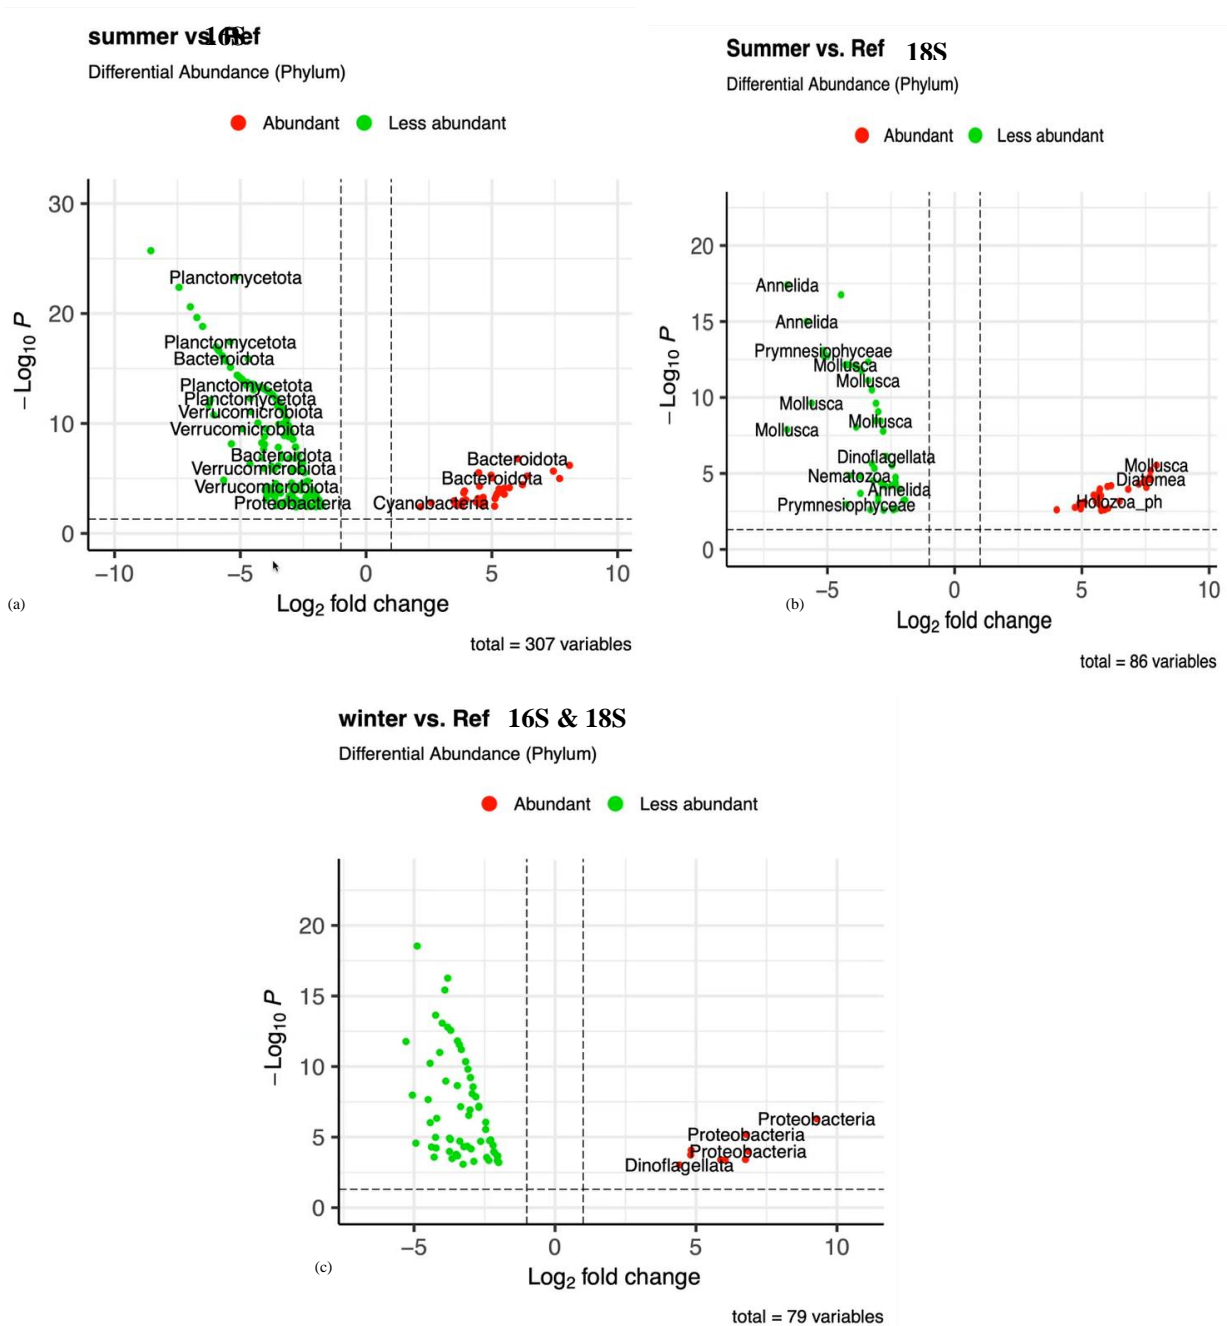 summer vs. Ref 16S
Differential Abundance (Phylum)
Abundant Less abundant
30
20
10
0
−Log10 P
Planctomycetota
Planctomycetota
Bacteroidota
Planctomycetota
Planctomycetota
Verrucomicrobiota
Verrucomicrobiota
Bacteroidota
Verrucomicrobiota
Verrucomicrobiota
Proteobacteria
Bacteroidota
Bacteroidota
Cyanobacteria
−10 −5 0 5 10
Log2 fold change
(a)
total = 307 variables
Summer vs. Ref 18S
Differential Abundance (Phylum)
Abundant Less abundant
20
15
10
5
0
−Log10 P
Annelida
Annelida
Prymnesiophyceae
Mollusca
Mollusca
Mollusca
Mollusca
Mollusca
Dinoflagellata
Nematozoa
Annelida
Prymnesiophyceae
Mollusca
Diatomea
Holozoa_ph
−5 0 5 10
(b)
Log2 fold change
total = 86 variables
winter vs. Ref 16S & 18S
Differential Abundance (Phylum)
Abundant Less abundant
20
15
10
5
0
−Log10 P
Proteobacteria
Proteobacteria
Proteobacteria
Dinoflagellata
−5 0 5 10
(c)
Log2 fold change
total = 79 variables